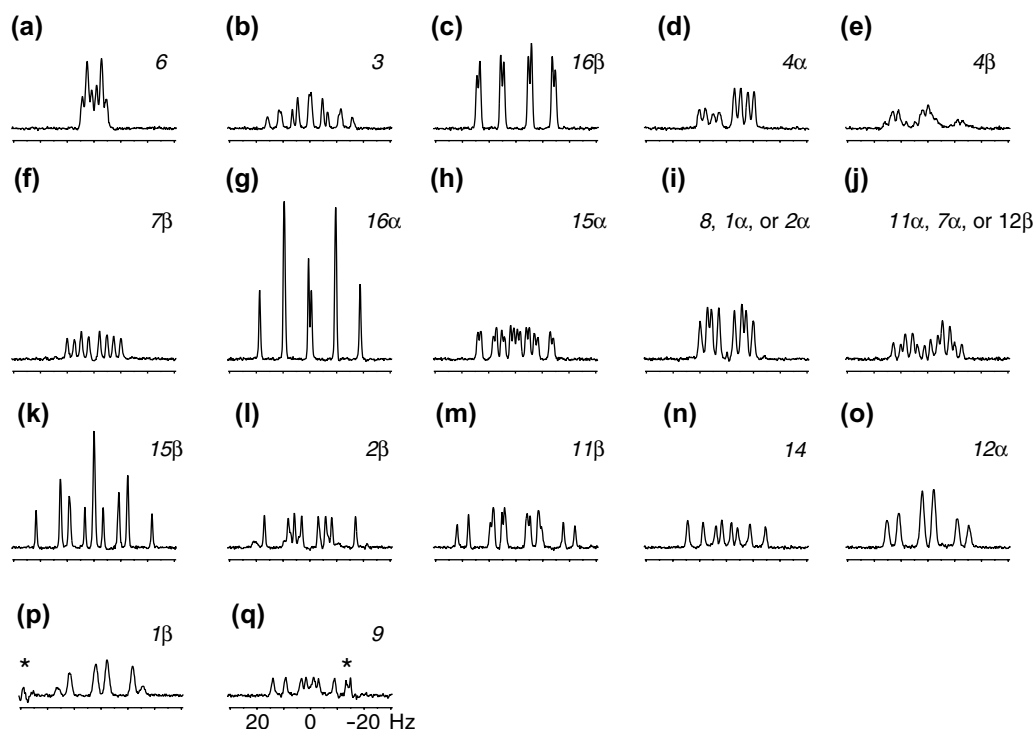 (a) (b) (c) (d) (e)
6 3 16β 4α 4β
(f) (g) (h) (i) (j)
7β 16α 15α 8, 1α, or 2α 11α, 7α, or 12β
(k) (l) (m) (n) (o)
15β 2β 11β 14 12α
(p) (q)
1β 9
* *
20 0 -20 Hz